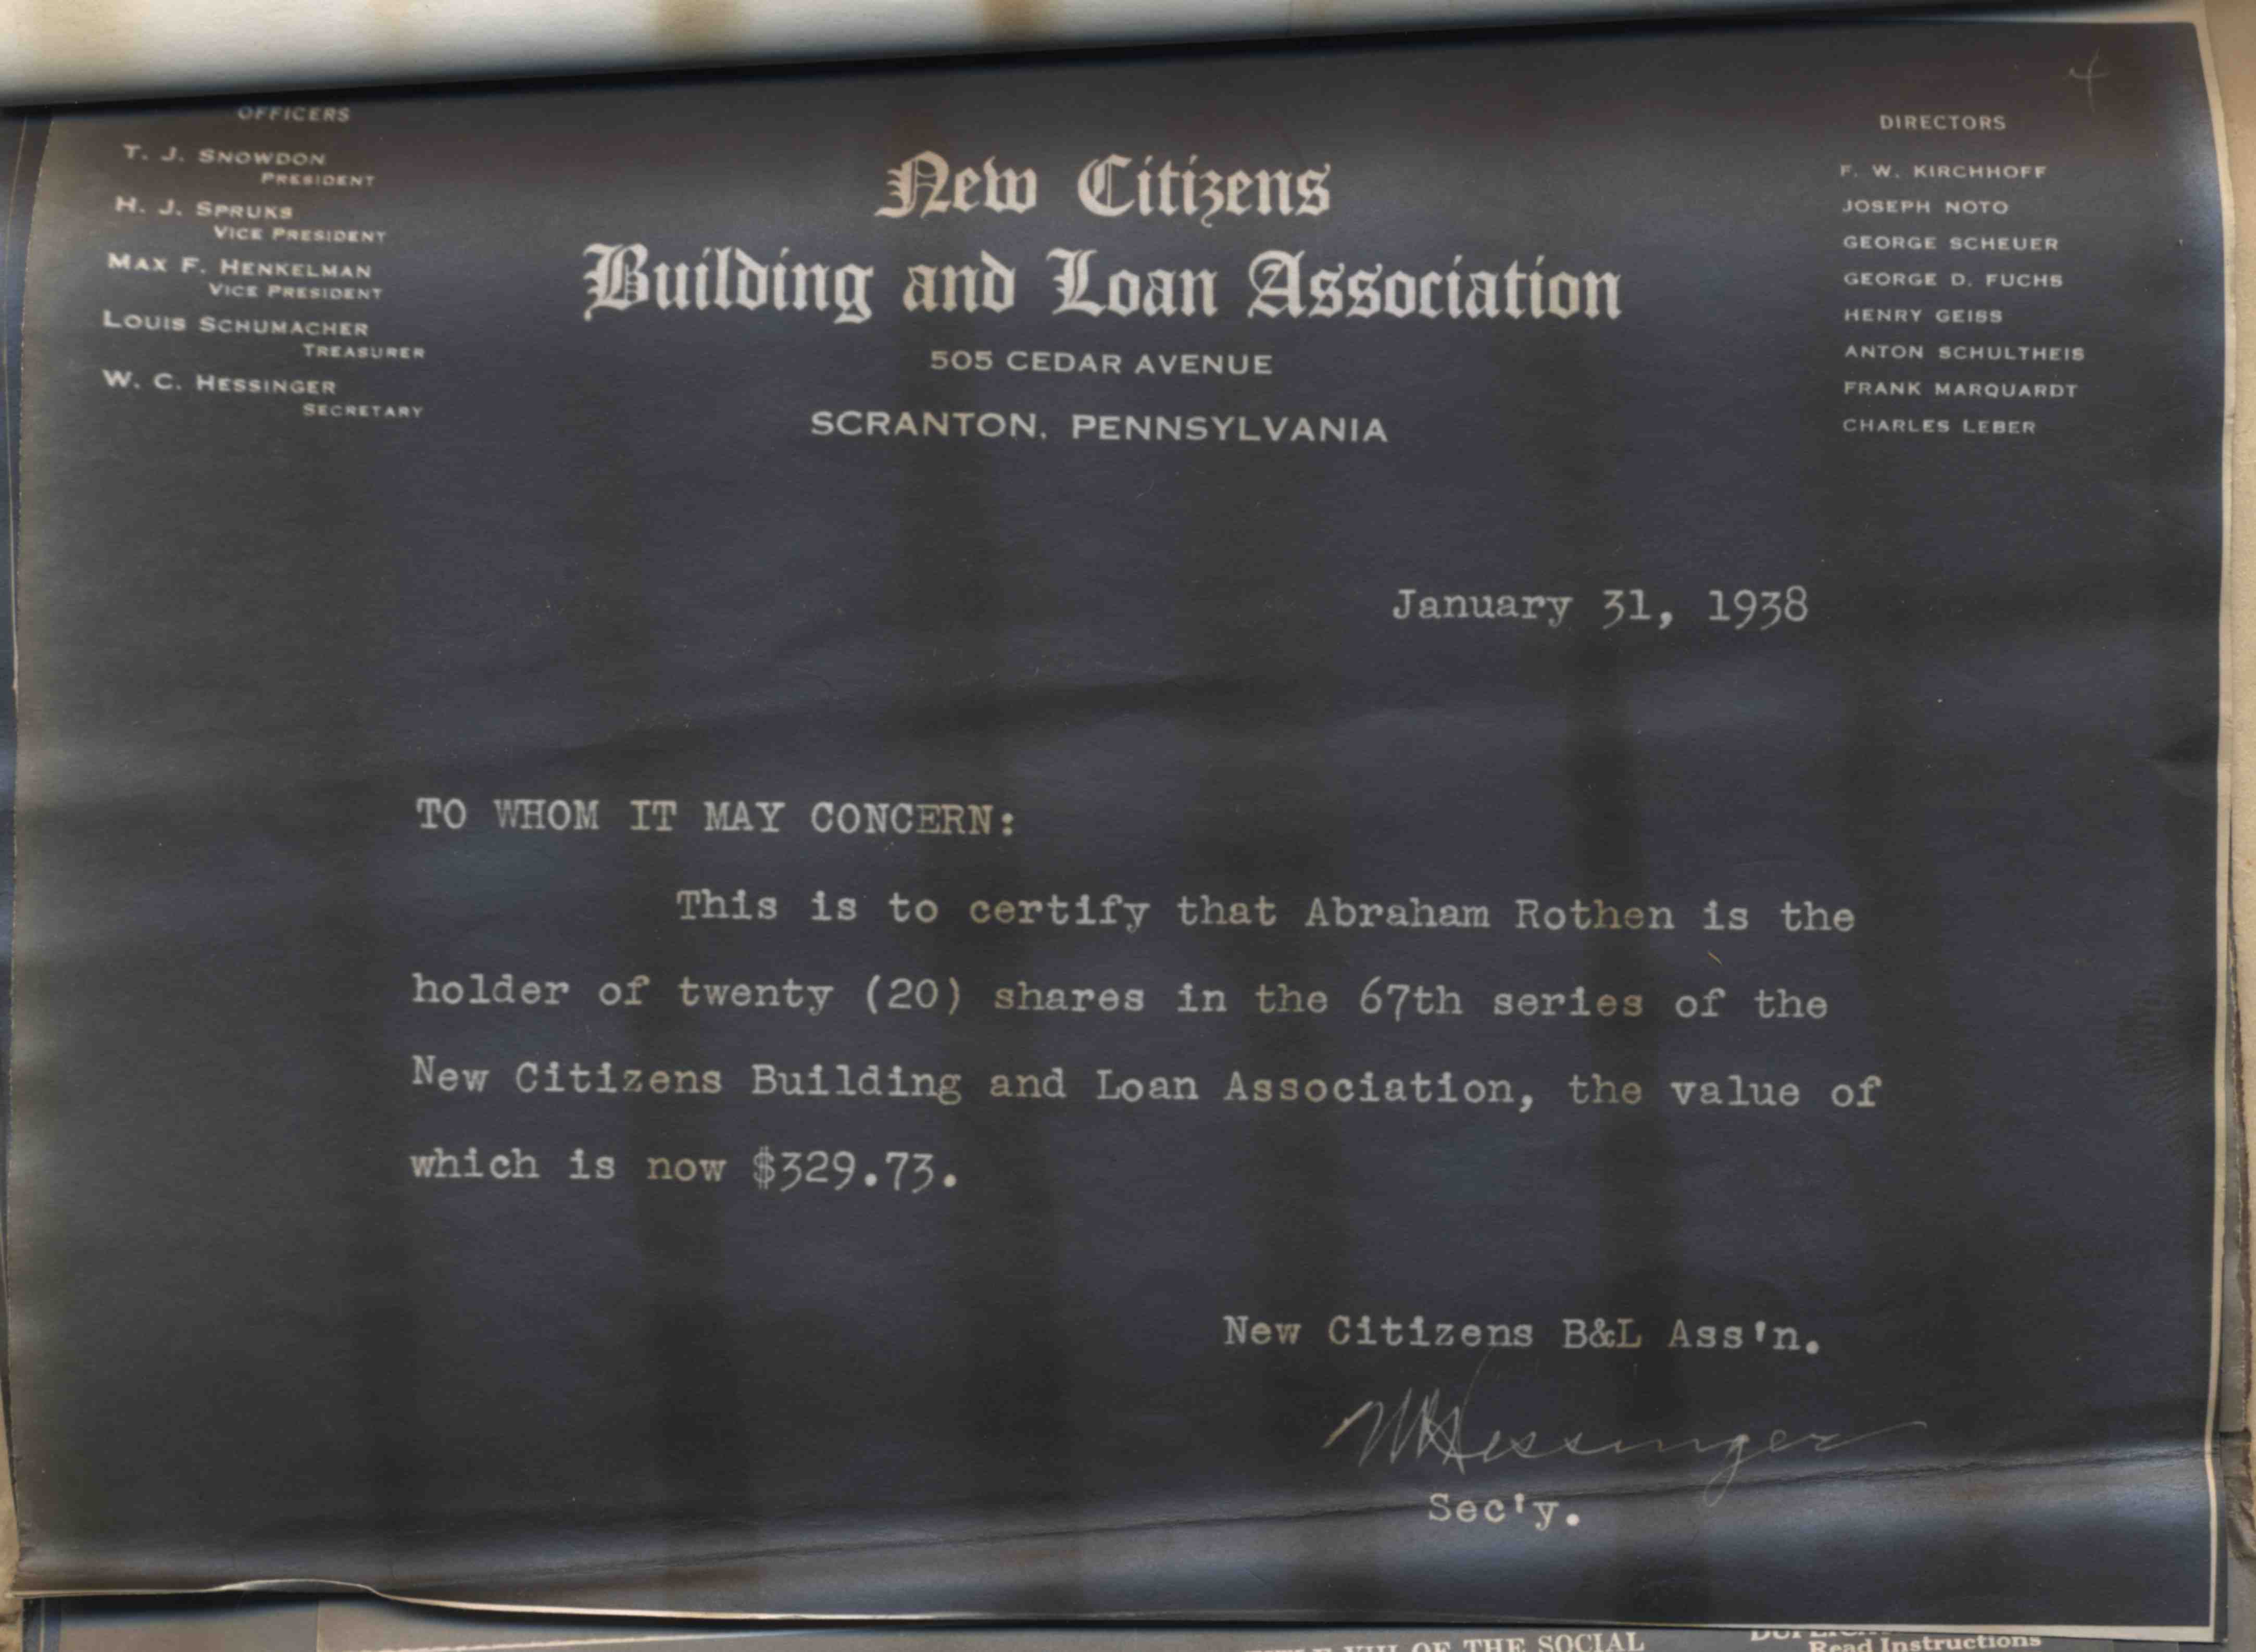 4
OFFICERS
T. J. SNOWDON
PRESIDENT
H. J. SPRUKS
VICE PRESIDENT
MAX F. HENKELMAN
VICE PRESIDENT
LOUIS SCHUMACHER
TREASURER
W. C. HESSINGER
SECRETARY
New Citizens
Building and Loan Association
505 CEDAR AVENUE
SCRANTON, PENNSYLVANIA
DIRECTORS
F. W. KIRCHHOFF
JOSEPH NOTO
GEORGE SCHEUER
GEORGE D. FUCHS
HENRY GEISS
ANTON SCHULTHEIS
FRANK MARQUARDT
CHARLES LEBER
January 31, 1938
TO WHOM IT MAY CONCERN:
This is to certify that Abraham Rothen is the
holder of twenty (20) shares in the 67th series of the
New Citizens Building and Loan Association, the value of
which is now $329.73.
New Citizens B&L Ass'n.
WCHessinger
Sec'y.
VIII OF THE SOCIAL
Read Instructions